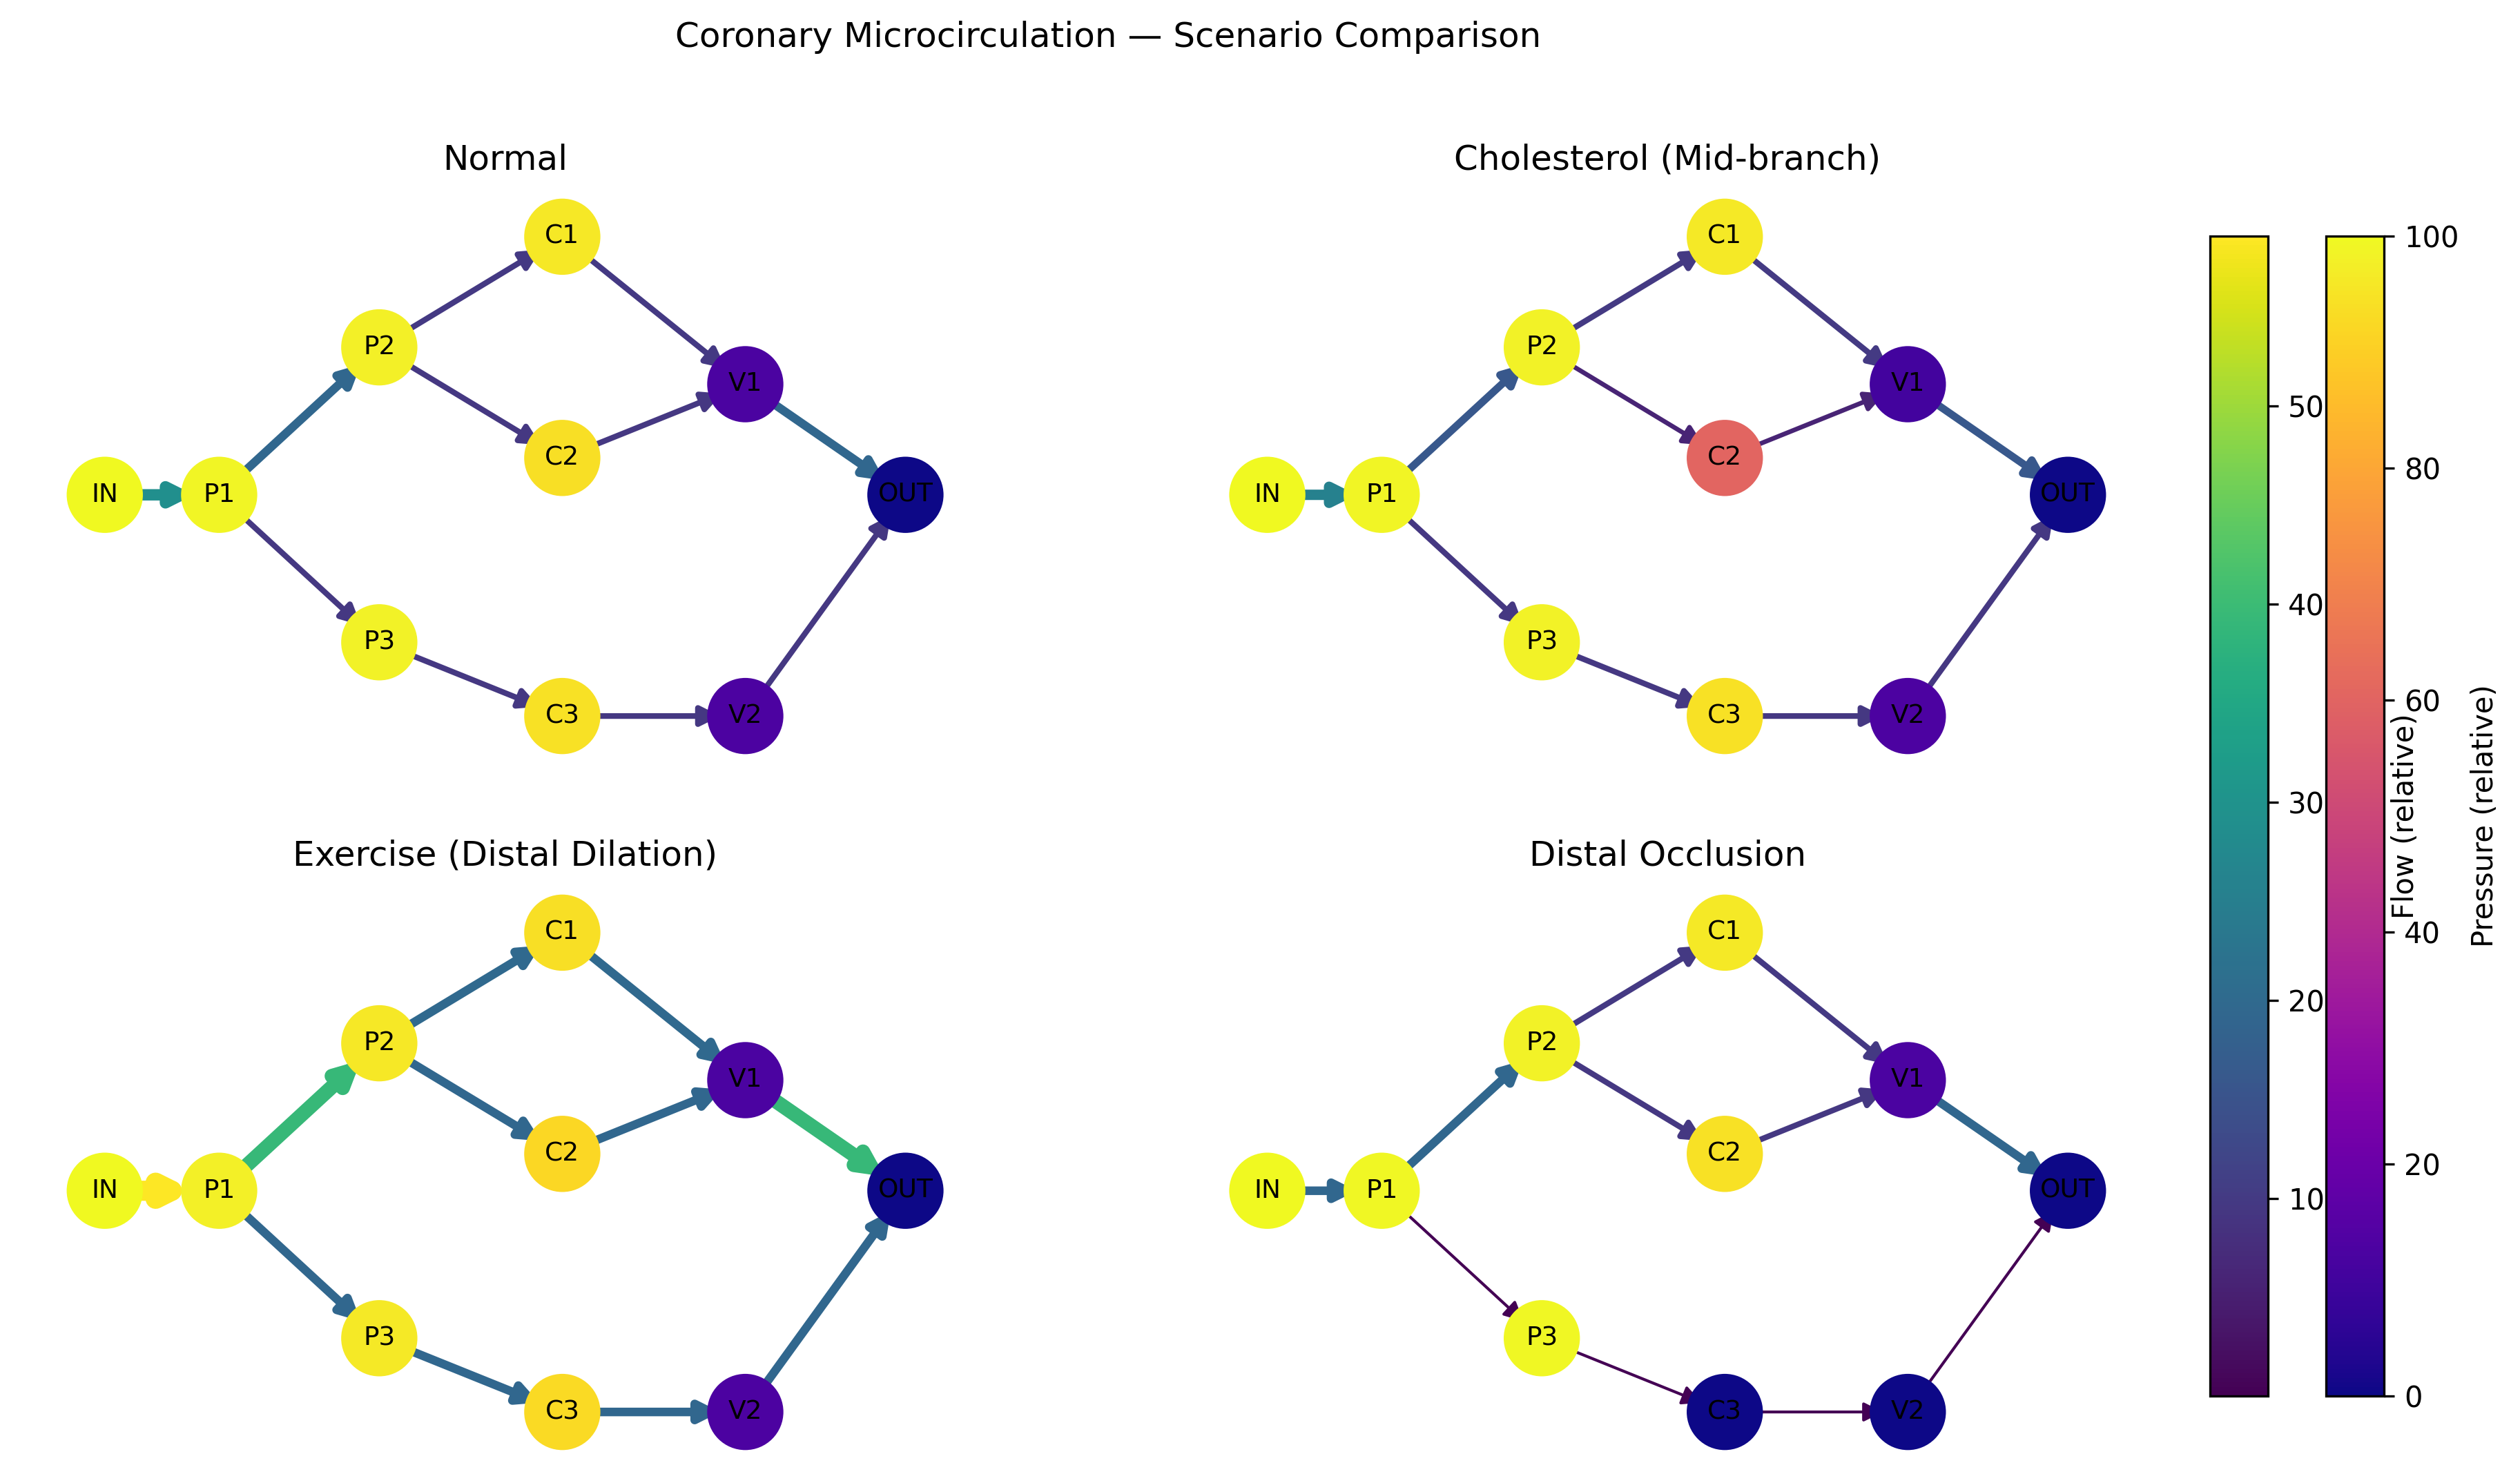 Coronary Microcirculation — Scenario Comparison
Normal
C1
P2
V1
C2
IN
P1
OUT
P3
C3
V2
Cholesterol (Mid-branch)
C1
P2
V1
C2
IN
P1
OUT
P3
C3
V2
Exercise (Distal Dilation)
C1
P2
V1
C2
IN
P1
OUT
P3
C3
V2
Distal Occlusion
C1
P2
V1
C2
IN
P1
OUT
P3
C3
V2
50
40
30
20
10
Flow (relative)
100
80
60
40
20
0
Pressure (relative)